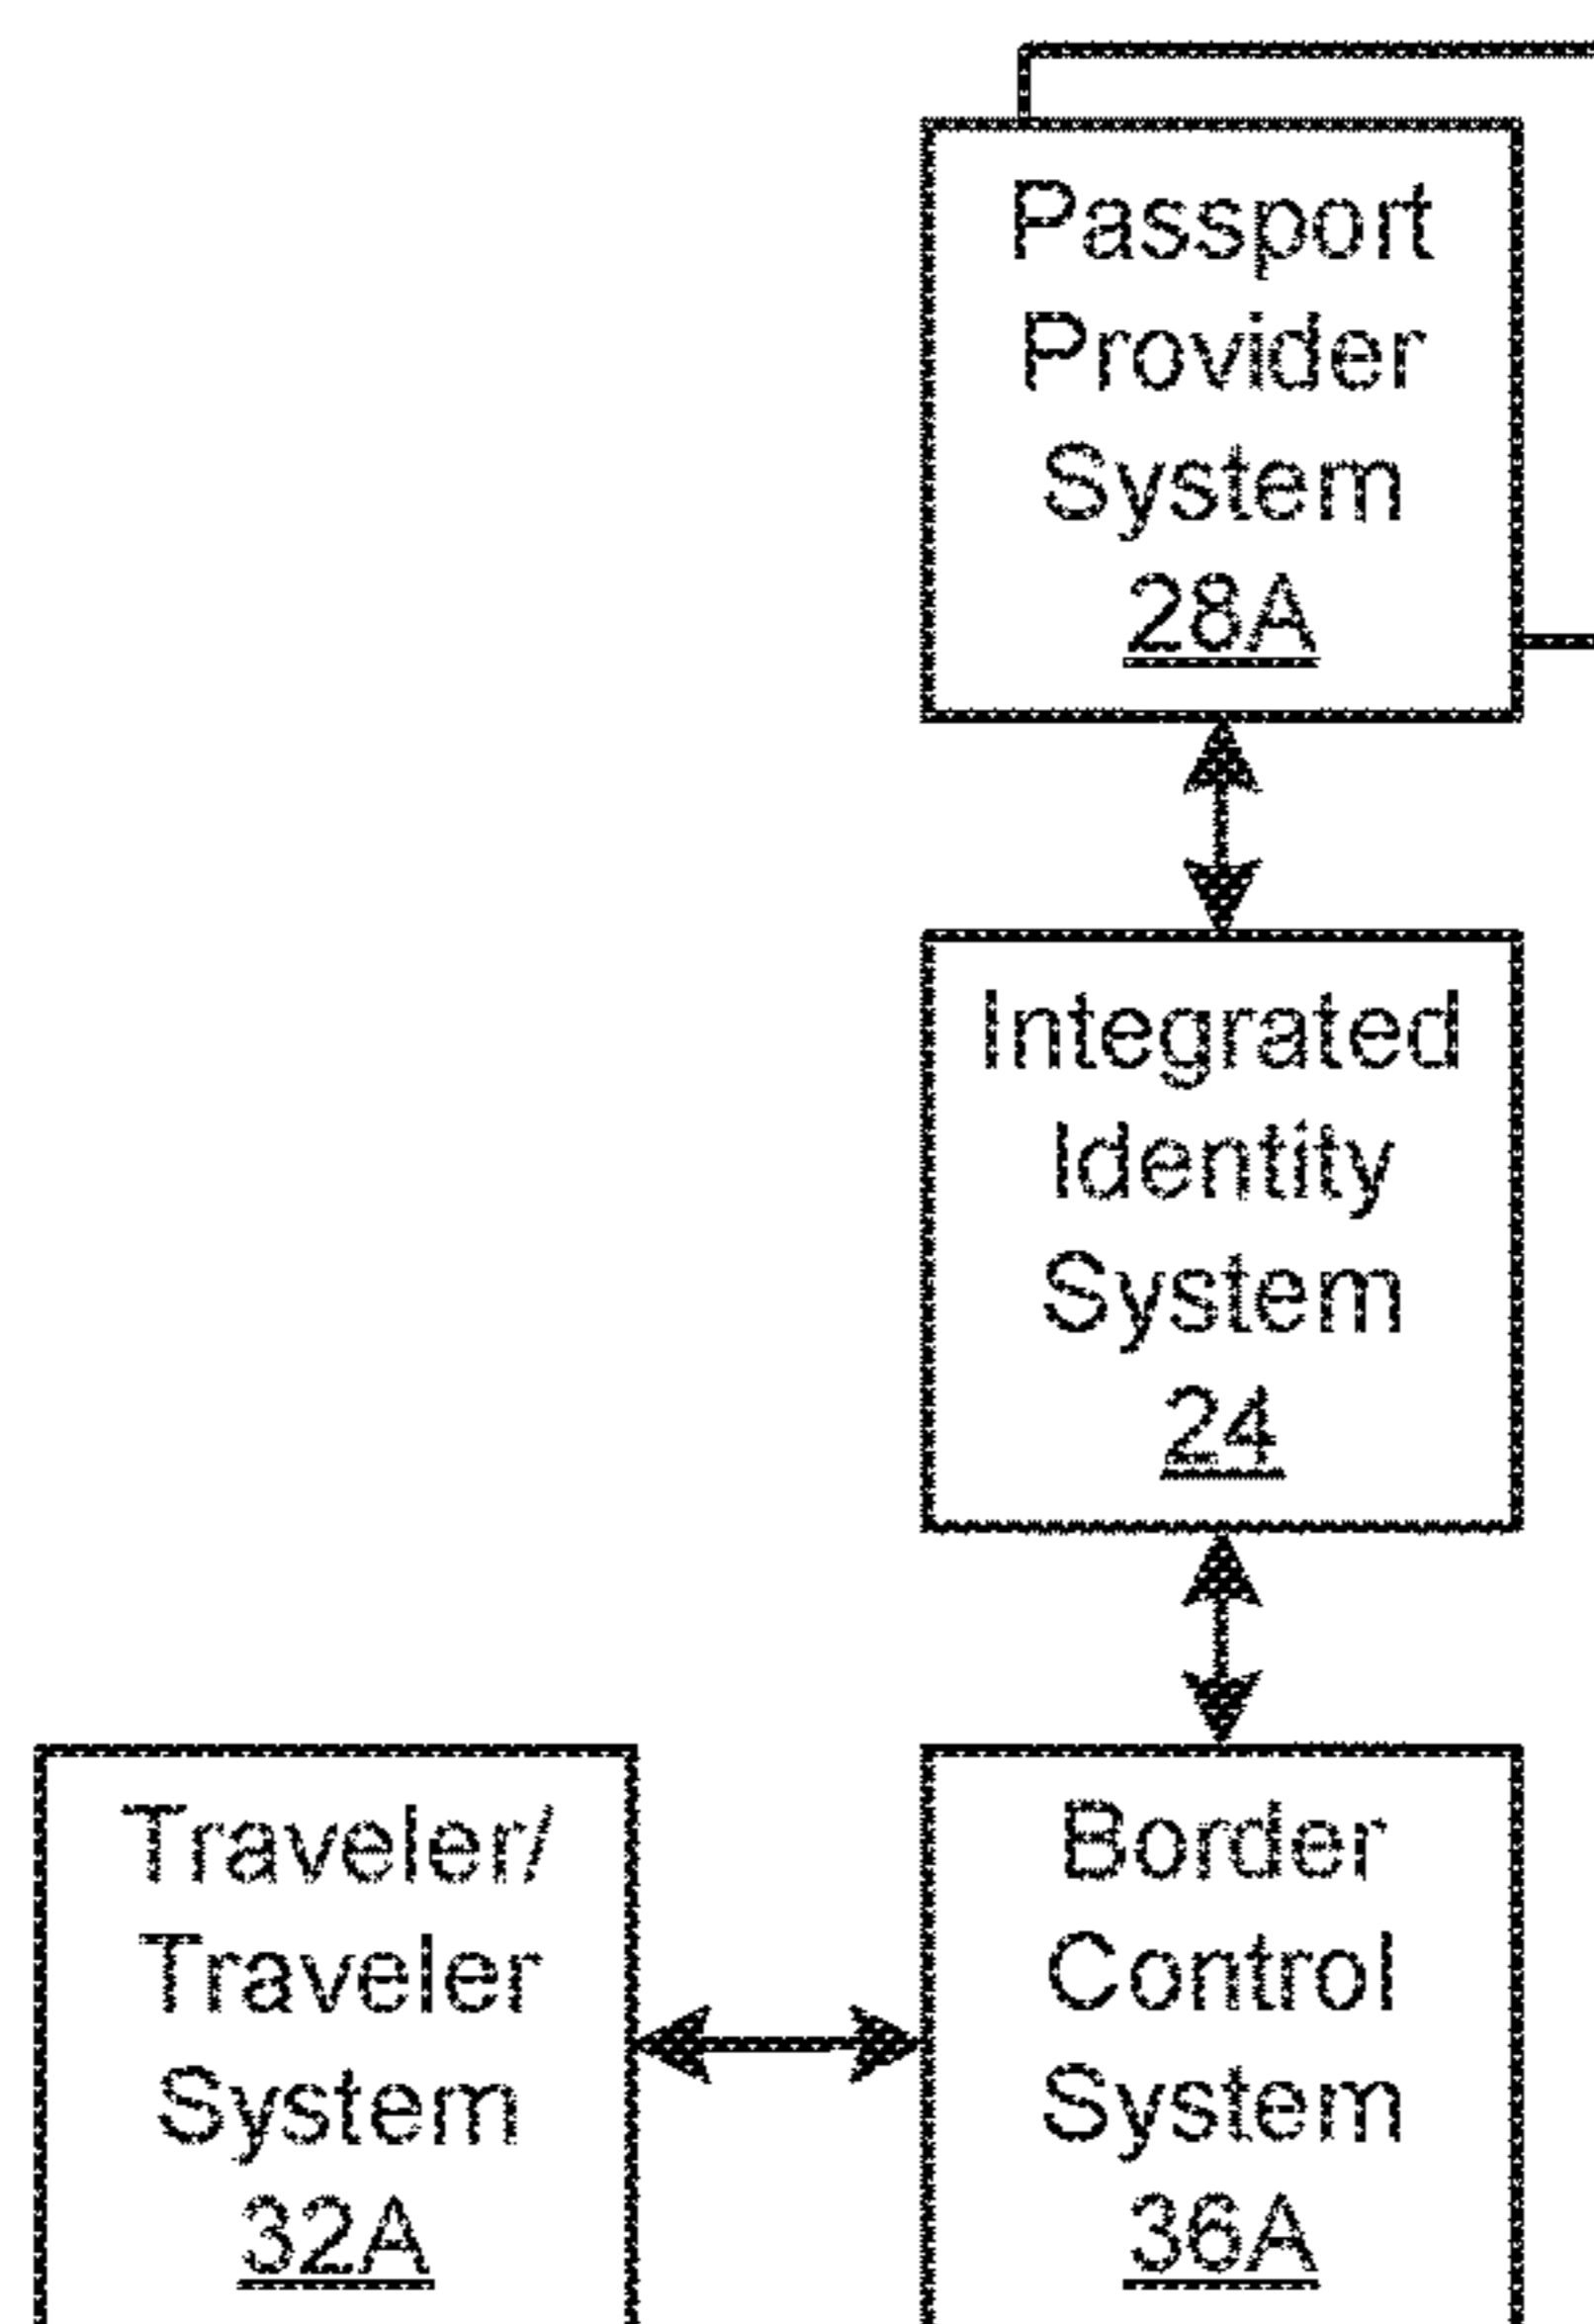 Passport
Provider
System
28A
Integrated
Identity
System
24
Traveler/
Traveler
System
32A
Border
Control
System
36A